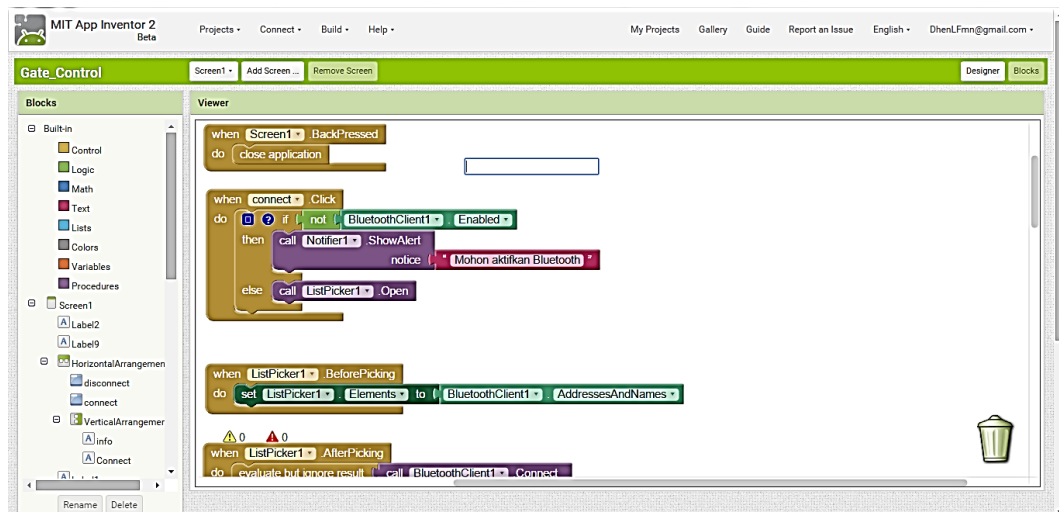 MIT App Inventor 2
Beta
Projects Connect Build Help My Projects Gallery Guide Report an Issue English DhenLFmn@gmail.com
Gate_Control Screen1 Add Screen ... Remove Screen Designer Blocks
Blocks
Viewer
Built-in
Control
Logic
Math
Text
Lists
Colors
Variables
Procedures
Screen1
Label2
Label9
HorizontalArrangemen
disconnect
connect
VerticalArrangemer
info
Connect
Rename Delete
when Screen1 .BackPressed
do close application
when connect .Click
do if not BluetoothClient1 . Enabled
then call Notifier1 .ShowAlert
notice " Mohon aktifkan Bluetooth "
else call ListPicker1 .Open
when ListPicker1 .BeforePicking
do set ListPicker1 . Elements to BluetoothClient1 . AddressesAndNames
0 0
when ListPicker1 .AfterPicking
do evaluate but ignore result call BluetoothClient1 .Connect